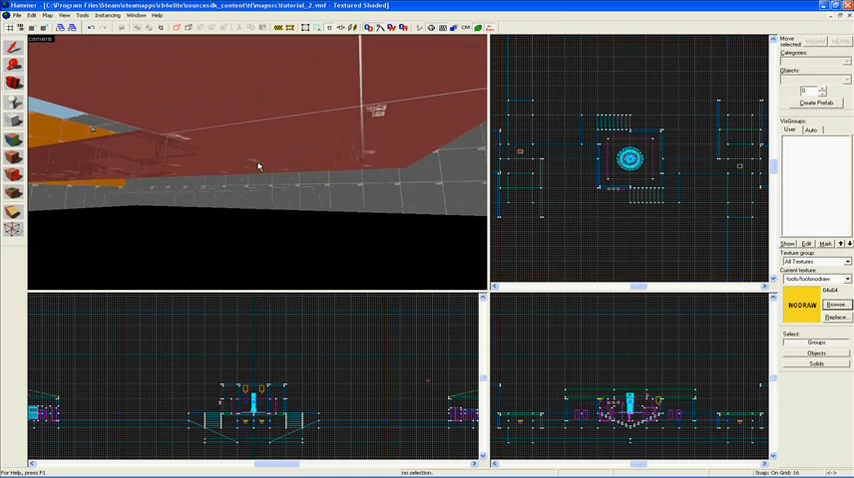 Hammer - [C:\Program Files\Steam\steamapps\rb6elite\sourcesdk_content\tf\mapsrc\tutorial_2.vmf - Textured Shaded]
File Edit Map View Tools Instancing Window Help
camera
Move
selected:
Categories:
Objects:
0
Create Prefab
VisGroups:
User Auto
Show Edit Mark
Texture group:
All Textures
Current texture:
tools/toolsnodraw
64x64
NODRAW
Browse...
Replace...
Select:
Groups
Objects
Solids
For Help, press F1
no selection.
Snap: On Grid: 16
<->